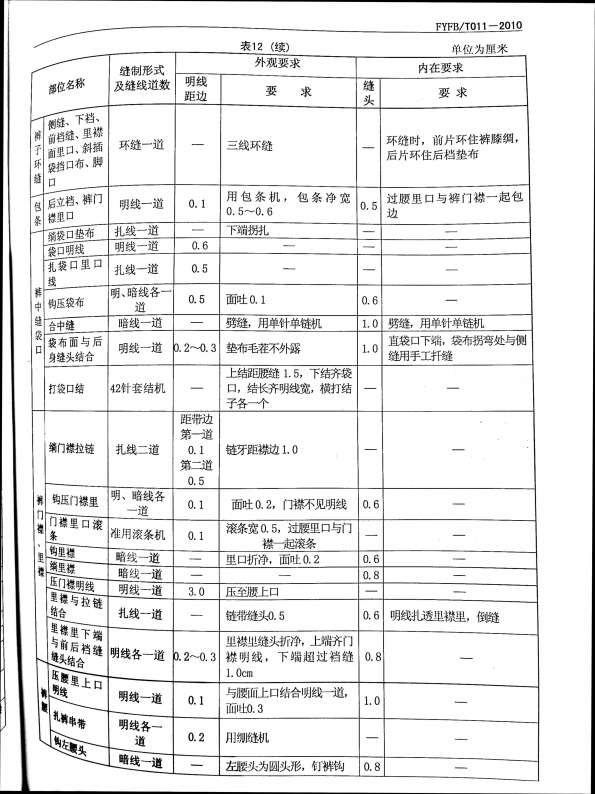 FYFB/T011—2010
表12 (续)
单位为厘米
部位名称
缝制形式
及缝线道数
外观要求
内在要求
明线
距边
要 求
缝
头
要 求
裤子环缝
侧缝、下裆、
前裆缝、里襟
面里口、斜插
袋挡口布、脚
口
环缝一道
—
三线环缝
—
环缝时，前片环住裤膝绸，
后片环住后裆垫布
包条
后立裆、裤门
襟里口
明线一道
0.1
用包条机，包条净宽
0.5～0.6
0.5
过腰里口与裤门襟一起包
边
裤中缝袋口
绱袋口垫布
扎线一道
—
下端拐扎
—
—
袋口明线
明线一道
0.6
—
—
—
扎袋口里口
线
扎线一道
0.5
—
—
—
钩压袋布
明、暗线各一
道
0.5
面吐0.1
0.6
—
合中缝
暗线一道
—
劈缝，用单针单链机
1.0
劈缝，用单针单链机
袋布面与后
身缝头结合
明线一道
0.2～0.3
垫布毛茬不外露
1.0
直袋口下端，袋布拐弯处与侧
缝用手工扦缝
打袋口结
42针套结机
—
上结距腰缝1.5，下结齐袋
口，结长齐明线宽，横打结
子各一个
—
—
裤门襟、里襟
绱门襟拉链
扎线二道
距带边
第一道
0.1
第二道
0.5
链牙距襟边1.0
—
—
钩压门襟里
明、暗线各
一道
0.1
面吐0.2，门襟不见明线
0.6
—
门襟里口滚
条
准用滚条机
0.1
滚条宽0.5，过腰里口与门
襟一起滚条
—
—
钩里襟
暗线一道
—
里口折净，面吐0.2
0.6
—
绱里襟
暗线一道
—
—
0.8
—
压门襟明线
明线一道
3.0
压至腰上口
—
—
里襟与拉链
结合
扎线一道
—
链带缝头0.5
0.6
明线扎透里襟里，倒缝
里襟里下端
与前后裆缝
缝头结合
明线各一道
0.2～0.3
里襟里缝头折净，上端齐门
襟明线，下端超过裆缝
1.0cm
0.8
—
裤腰
压腰里上口
明线
明线一道
0.1
与腰面上口结合明线一道，
面吐0.3
1.0
—
扎裤串带
明线各一
道
0.2
用绷缝机
—
—
钩左腰头
暗线一道
—
左腰头为圆头形，钉裤钩
0.8
—